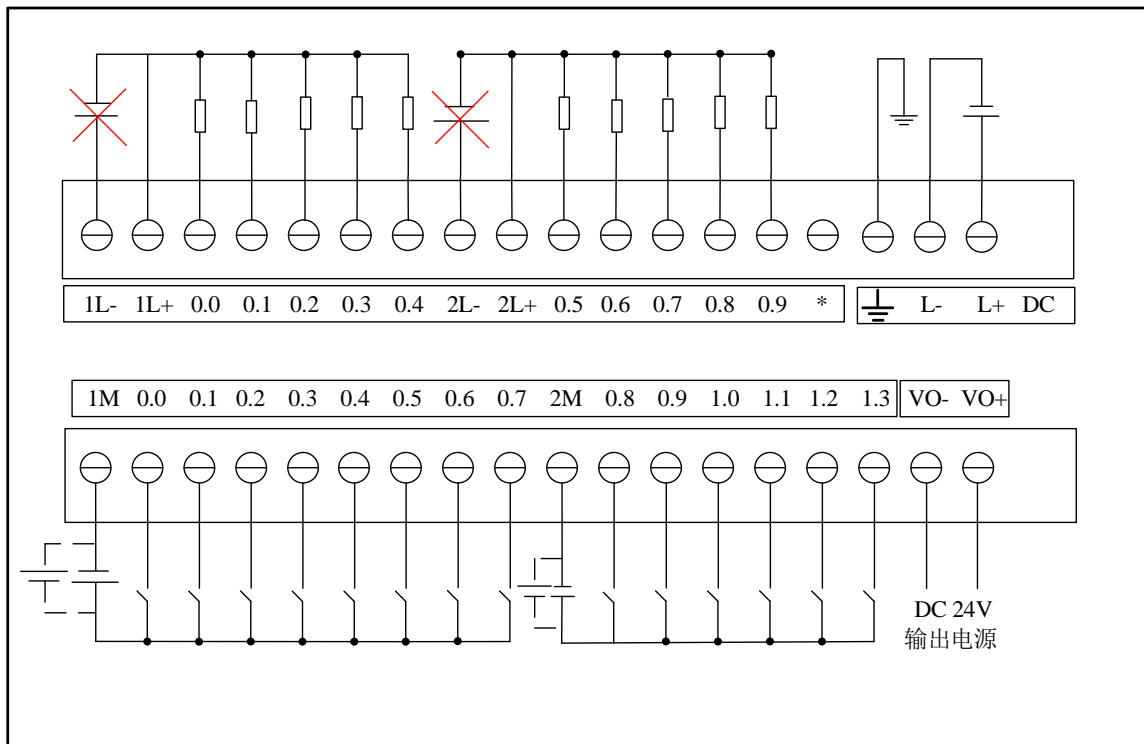 1L- 1L+ 0.0 0.1 0.2 0.3 0.4 2L- 2L+ 0.5 0.6 0.7 0.8 0.9 * L- L+ DC
1M 0.0 0.1 0.2 0.3 0.4 0.5 0.6 0.7 2M 0.8 0.9 1.0 1.1 1.2 1.3 VO- VO+
DC 24V
输出电源